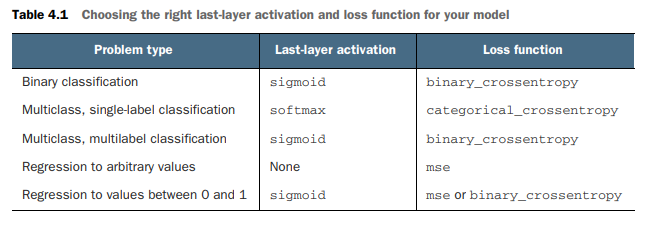 Table 4.1 Choosing the right last-layer activation and loss function for your model
Problem type Last-layer activation Loss function
Binary classification sigmoid binary_crossentropy
Multiclass, single-label classification softmax categorical_crossentropy
Multiclass, multilabel classification sigmoid binary_crossentropy
Regression to arbitrary values None mse
Regression to values between 0 and 1 sigmoid mse or binary_crossentropy